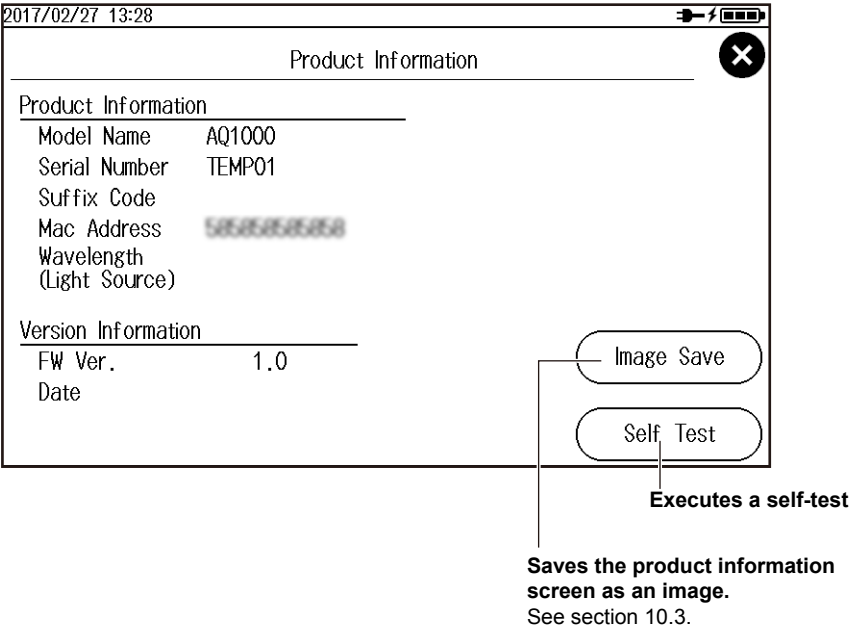 2017/02/27 13:28
Product Information
Product Information
Model Name AQ1000
Serial Number TEMP01
Suffix Code
Mac Address
Wavelength
(Light Source)
Version Information
FW Ver. 1.0
Date
Image Save
Self Test
Executes a self-test
Saves the product information
screen as an image.
See section 10.3.